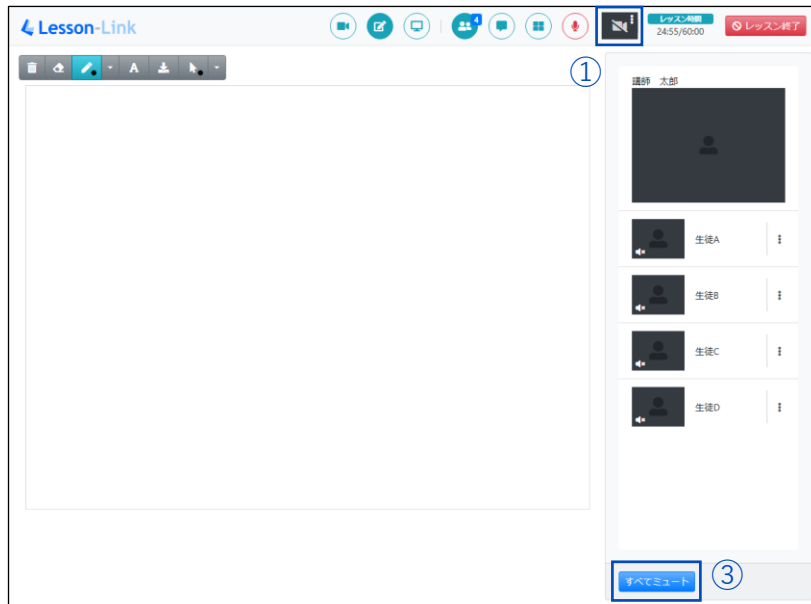 Lesson-Link
4
レッスン時間
24:55/60:00
レッスン終了
A
①
講師 太郎
生徒A
生徒B
生徒C
生徒D
すべてミュート
③